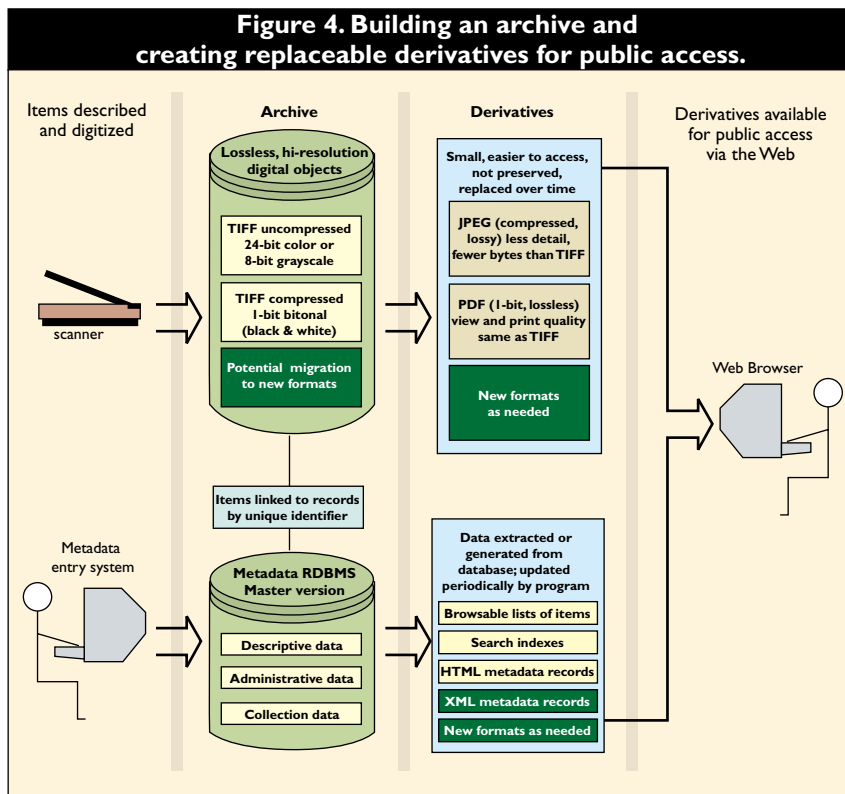 Figure 4. Building an archive and
creating replaceable derivatives for public access.
Items described
and digitized
Archive
Derivatives
Derivatives available
for public access
via the Web
Lossless, hi-resolution
digital objects
TIFF uncompressed
24-bit color or
8-bit grayscale
TIFF compressed
1-bit bitonal
(black & white)
Potential migration
to new formats
Small, easier to access,
not preserved,
replaced over time
JPEG (compressed,
lossy) less detail,
fewer bytes than TIFF
PDF (1-bit, lossless)
view and print quality
same as TIFF
New formats
as needed
scanner
Web Browser
Items linked to records
by unique identifier
Metadata
entry system
Metadata RDBMS
Master version
Descriptive data
Administrative data
Collection data
Data extracted or
generated from
database; updated
periodically by program
Browsable lists of items
Search indexes
HTML metadata records
XML metadata records
New formats as needed